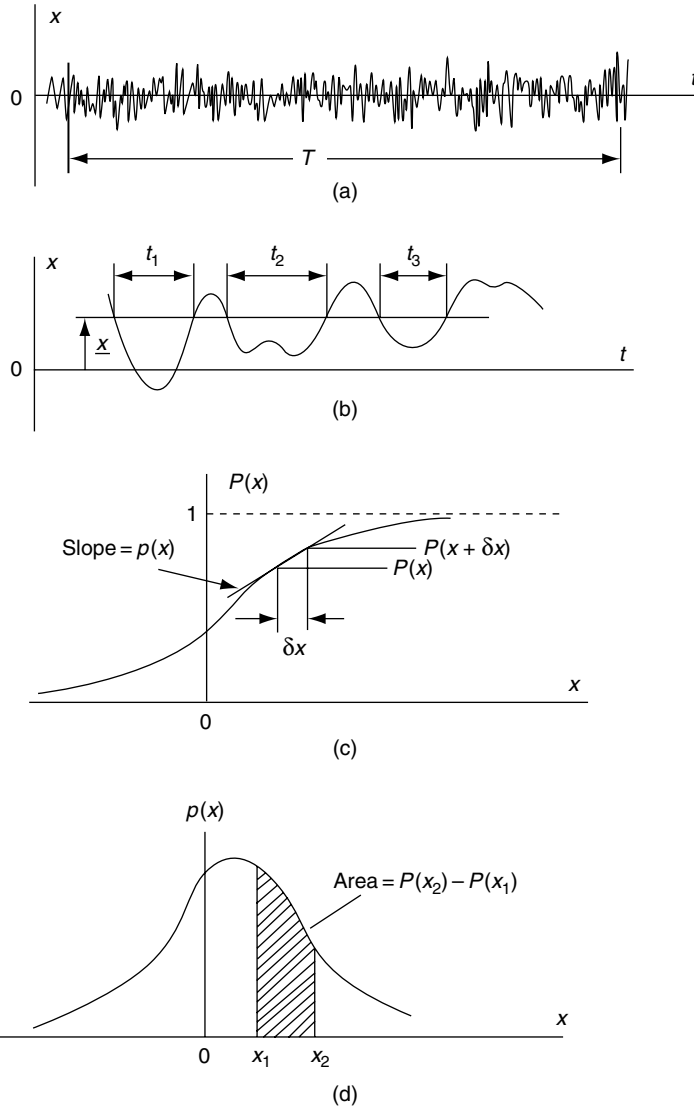 x
0
t
T
(a)
x
t1 t2 t3
x
0
t
(b)
P(x)
1
Slope = p(x)
P(x + δx)
P(x)
δx
x
0
(c)
p(x)
Area = P(x2) – P(x1)
x
0 x1 x2
(d)